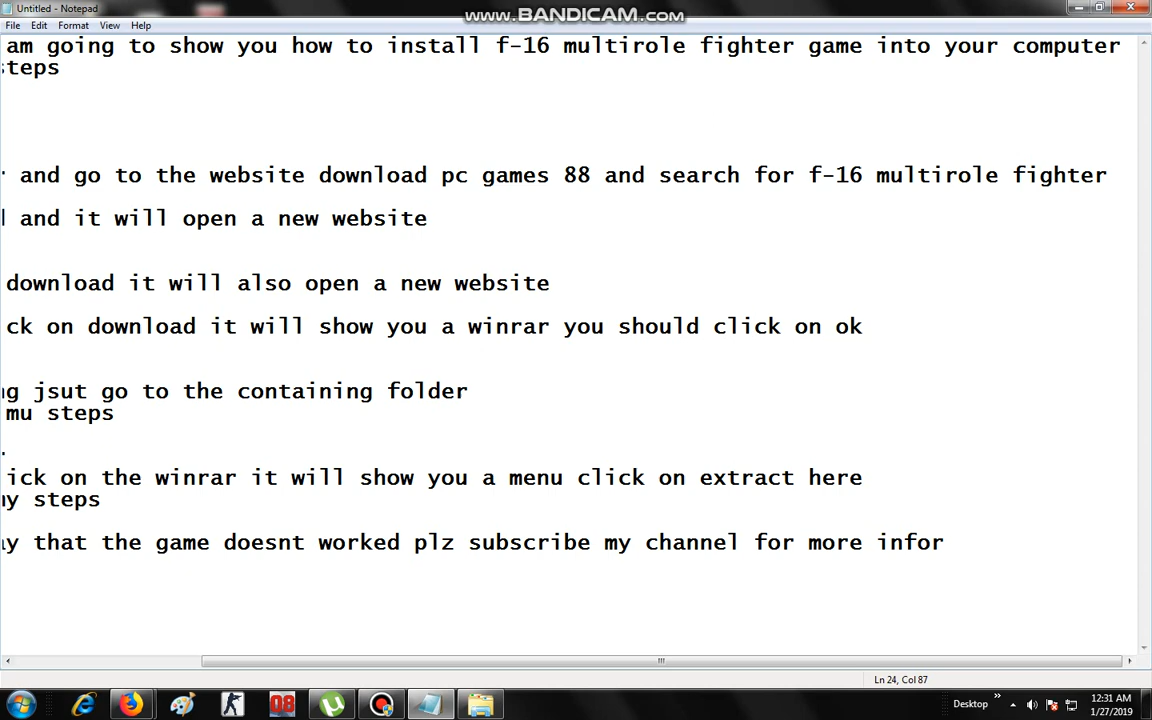 Untitled - Notepad
www.BANDICAM.com
File Edit Format View Help
am going to show you how to install f-16 multirole fighter game into your computer
steps
and go to the website download pc games 88 and search for f-16 multirole fighter
and it will open a new website
download it will also open a new website
ck on download it will show you a winrar you should click on ok
ng jsut go to the containing folder
mu steps
.
ick on the winrar it will show you a menu click on extract here
my steps
ay that the game doesnt worked plz subscribe my channel for more infor
Ln 24, Col 87
08
Desktop
12:31 AM
1/27/2019